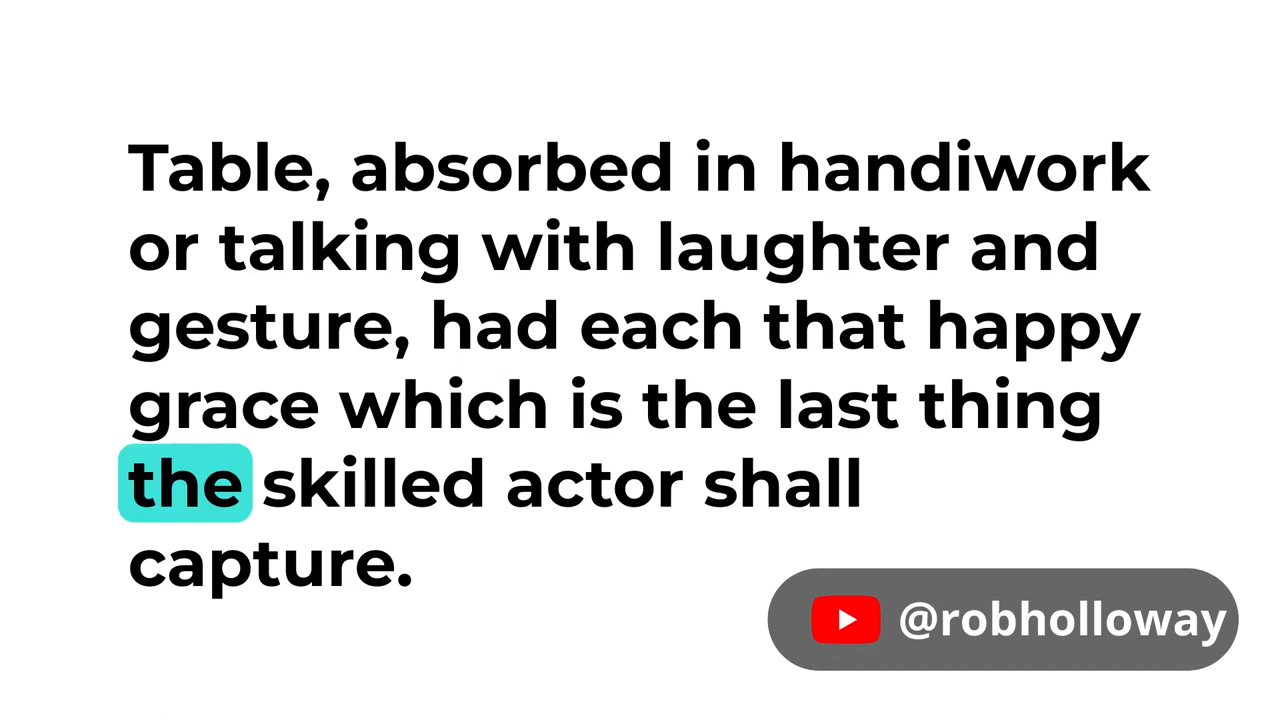 Table, absorbed in handiwork
or talking with laughter and
gesture, had each that happy
grace which is the last thing
the skilled actor shall
capture.
@robholloway